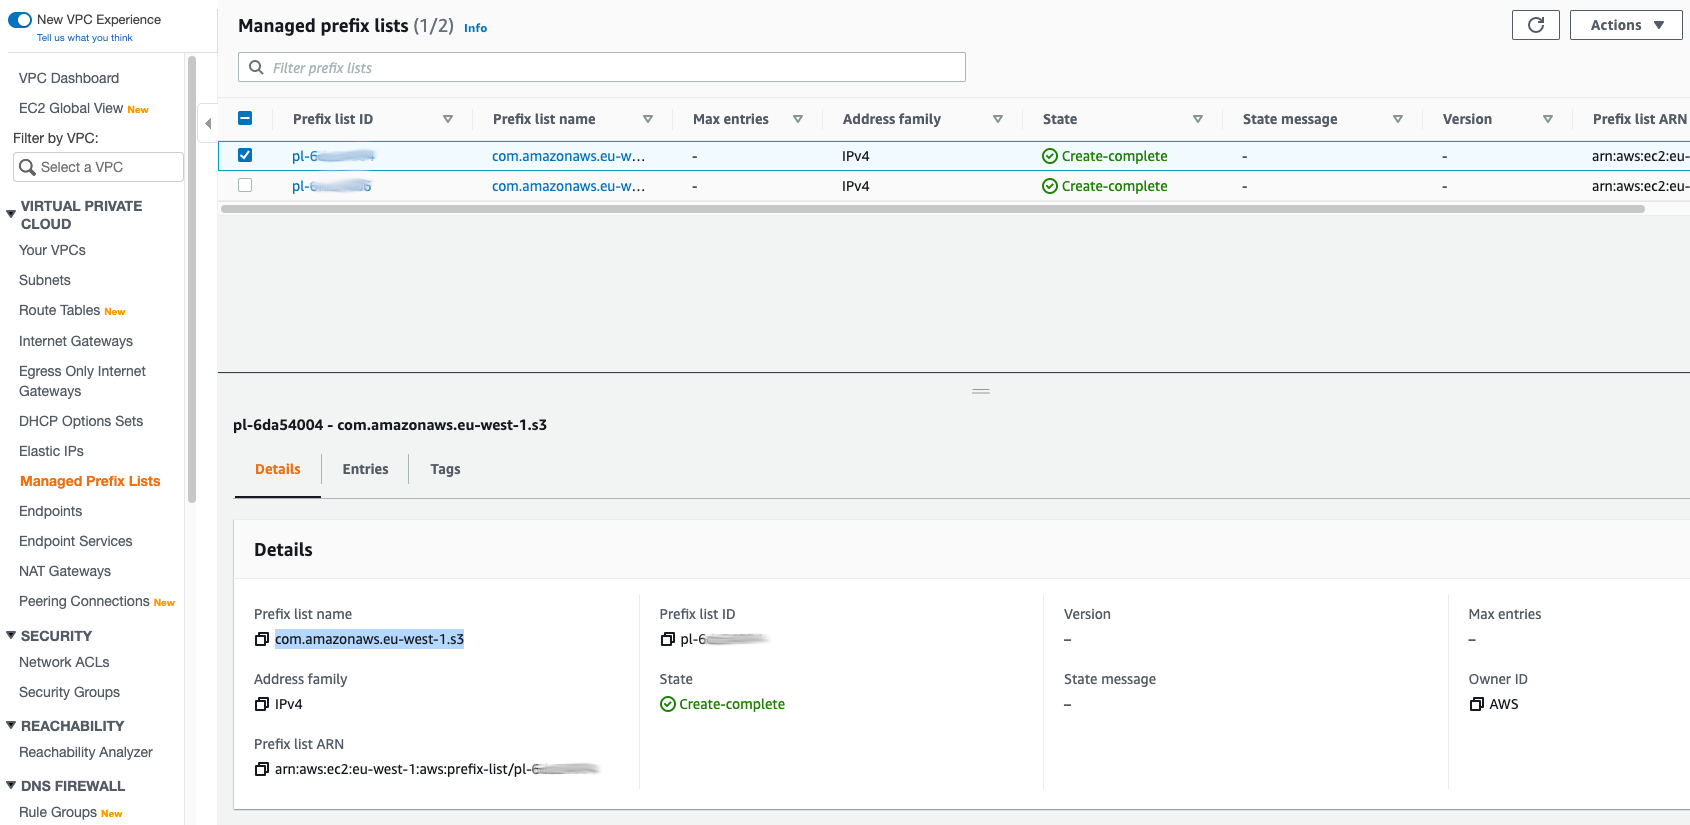 New VPC Experience
Tell us what you think
VPC Dashboard
EC2 Global View New
Filter by VPC:
Select a VPC
VIRTUAL PRIVATE
CLOUD
Your VPCs
Subnets
Route Tables New
Internet Gateways
Egress Only Internet
Gateways
DHCP Options Sets
Elastic IPs
Managed Prefix Lists
Endpoints
Endpoint Services
NAT Gateways
Peering Connections New
SECURITY
Network ACLs
Security Groups
REACHABILITY
Reachability Analyzer
DNS FIREWALL
Rule Groups New
Managed prefix lists (1/2) Info
Actions
Filter prefix lists
Prefix list ID Prefix list name Max entries Address family State State message Version Prefix list ARN
pl-6 com.amazonaws.eu-w... - IPv4 Create-complete - - arn:aws:ec2:eu-
pl-6 com.amazonaws.eu-w... - IPv4 Create-complete - - arn:aws:ec2:eu-
pl-6da54004 - com.amazonaws.eu-west-1.s3
Details Entries Tags
Details
Prefix list name Prefix list ID Version Max entries
com.amazonaws.eu-west-1.s3 pl-6 – –
Address family State State message Owner ID
IPv4 Create-complete – AWS
Prefix list ARN
arn:aws:ec2:eu-west-1:aws:prefix-list/pl-6